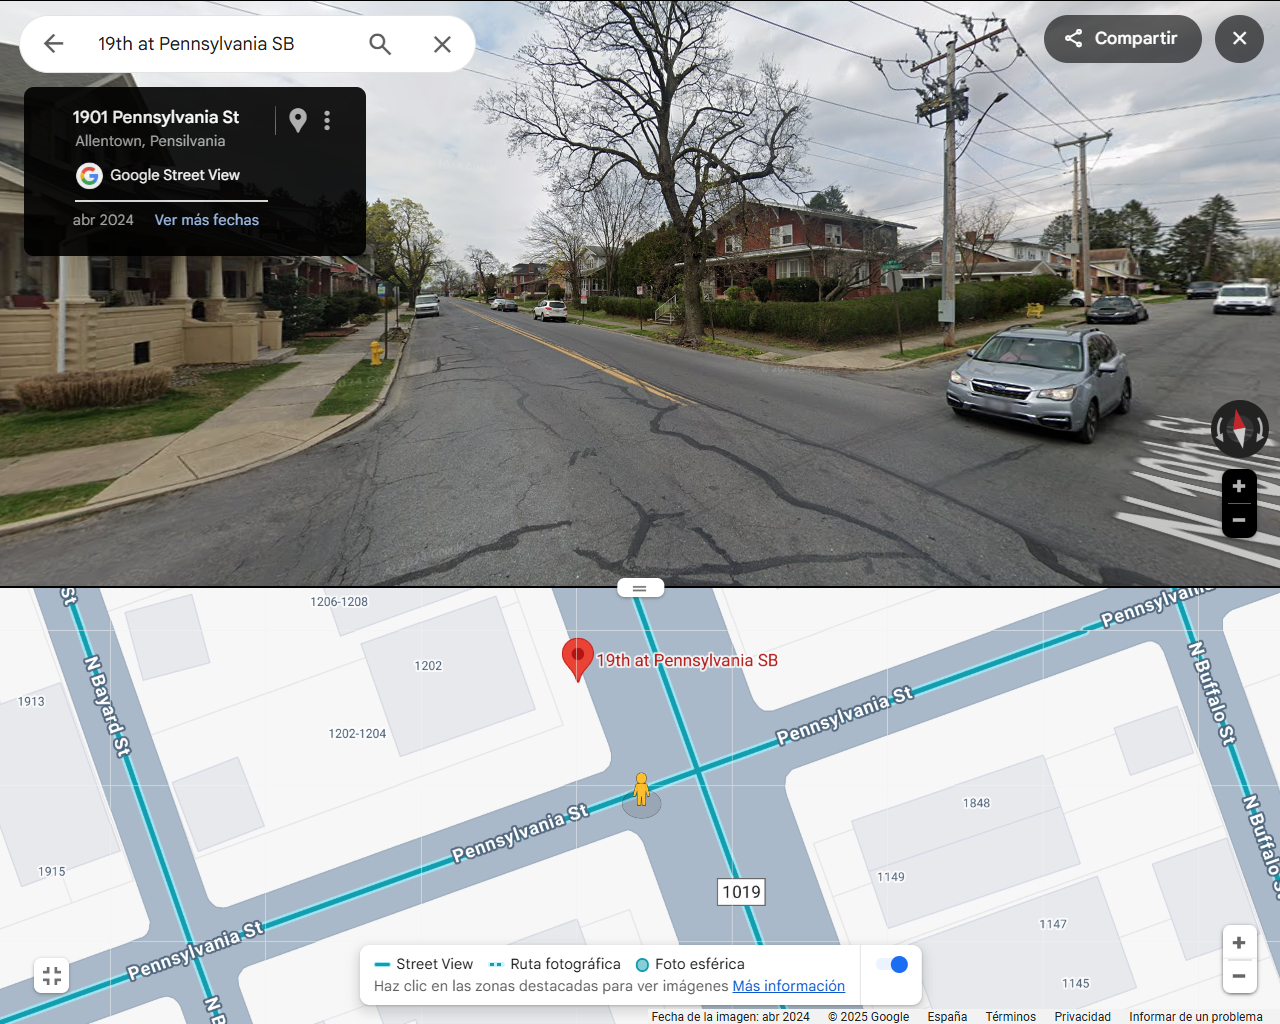 19th at Pennsylvania SB
Compartir
1901 Pennsylvania St
Allentown, Pensilvania
Google Street View
abr 2024
Ver más fechas
1206-1208
1202
1202-1204
1913
1915
N Bayard St
19th at Pennsylvania SB
Pennsylvania St
Pennsylvania St
Pennsylvania St
N Buffalo St
N Buffalo St
1848
1149
1147
1145
1019
Street View
Ruta fotográfica
Foto esférica
Haz clic en las zonas destacadas para ver imágenes Más información
Fecha de la imagen: abr 2024
© 2025 Google
España
Términos
Privacidad
Informar de un problema